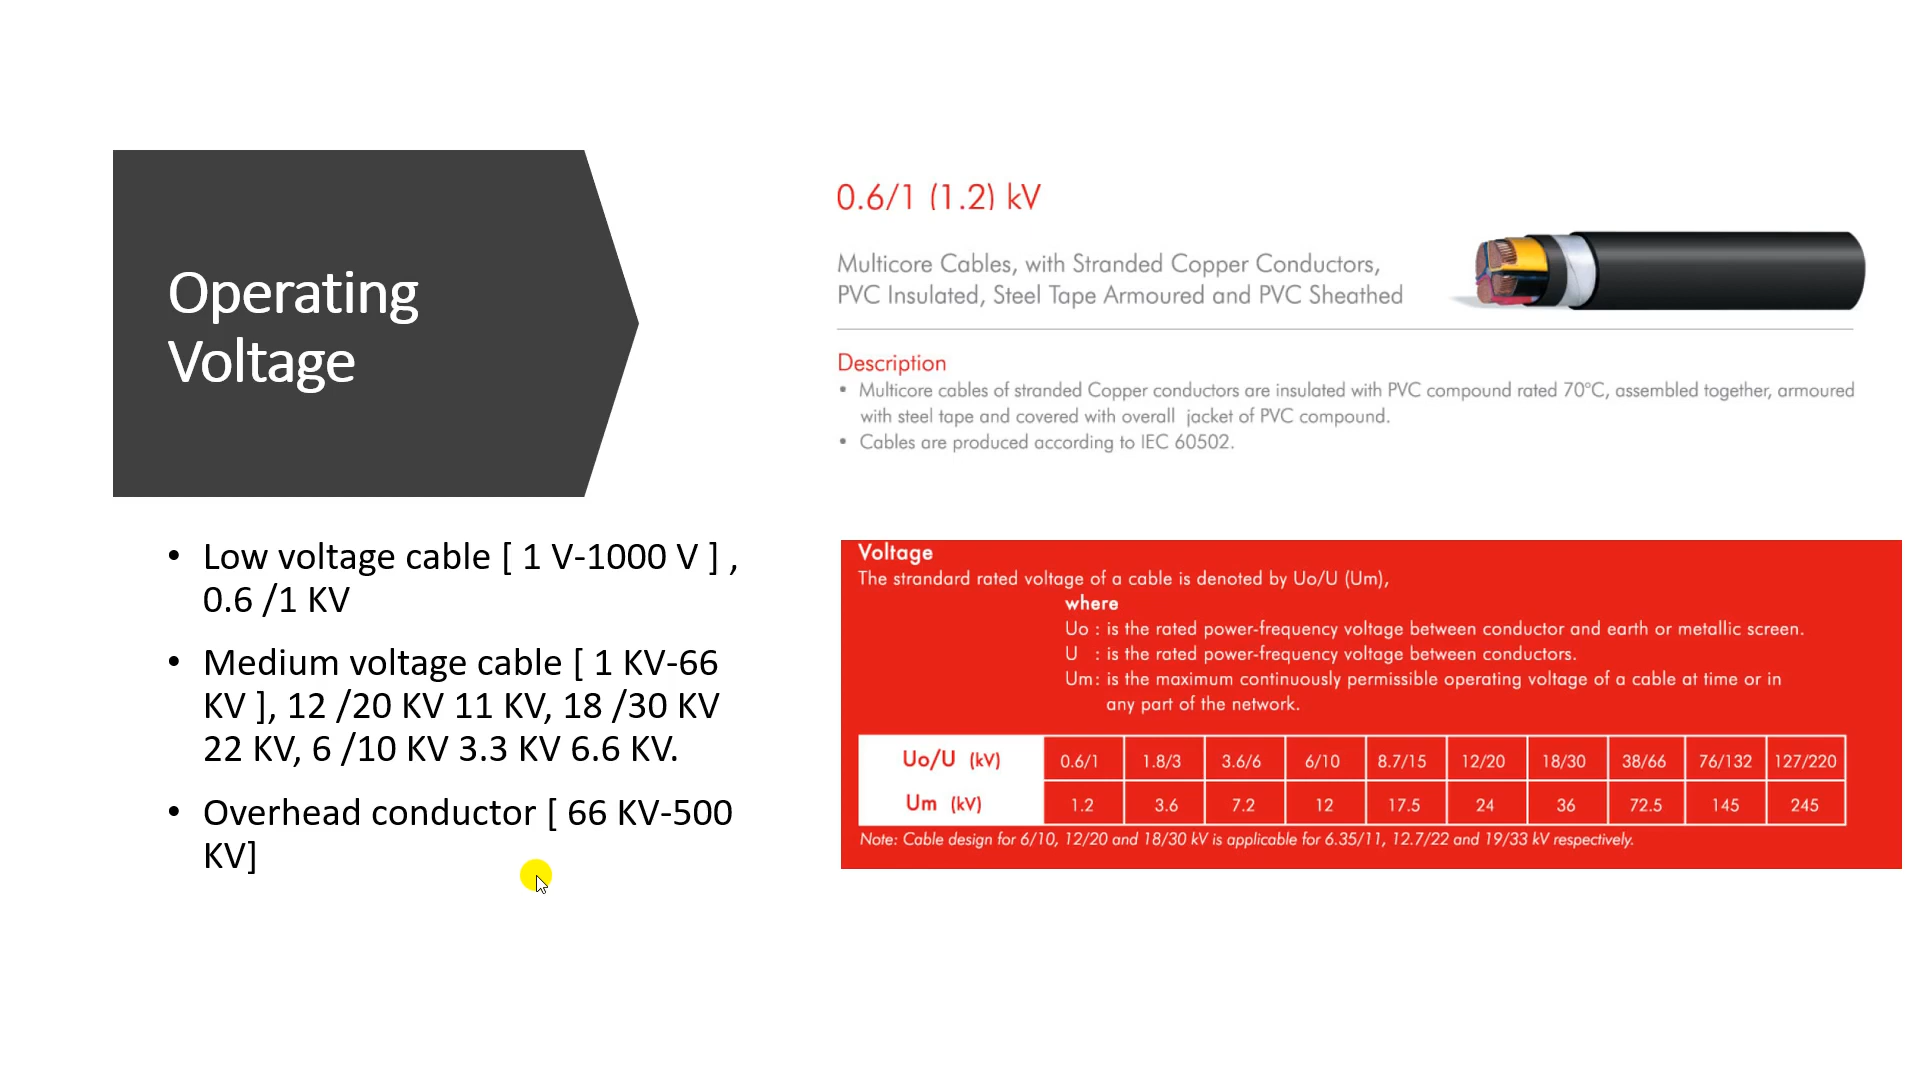 Operating
Voltage
• Low voltage cable [ 1 V-1000 V ] ,
0.6 /1 KV
• Medium voltage cable [ 1 KV-66
KV ], 12 /20 KV 11 KV, 18 /30 KV
22 KV, 6 /10 KV 3.3 KV 6.6 KV.
• Overhead conductor [ 66 KV-500
KV]
0.6/1 (1.2) kV
Multicore Cables, with Stranded Copper Conductors,
PVC Insulated, Steel Tape Armoured and PVC Sheathed
Description
• Multicore cables of stranded Copper conductors are insulated with PVC compound rated 70°C, assembled together, armoured
with steel tape and covered with overall jacket of PVC compound.
• Cables are produced according to IEC 60502.
Voltage
The strandard rated voltage of a cable is denoted by Uo/U (Um),
where
Uo : is the rated power-frequency voltage between conductor and earth or metallic screen.
U : is the rated power-frequency voltage between conductors.
Um: is the maximum continuously permissible operating voltage of a cable at time or in
any part of the network.
Uo/U (kV) 0.6/1 1.8/3 3.6/6 6/10 8.7/15 12/20 18/30 38/66 76/132 127/220
Um (kV) 1.2 3.6 7.2 12 17.5 24 36 72.5 145 245
Note: Cable design for 6/10, 12/20 and 18/30 kV is applicable for 6.35/11, 12.7/22 and 19/33 kV respectively.